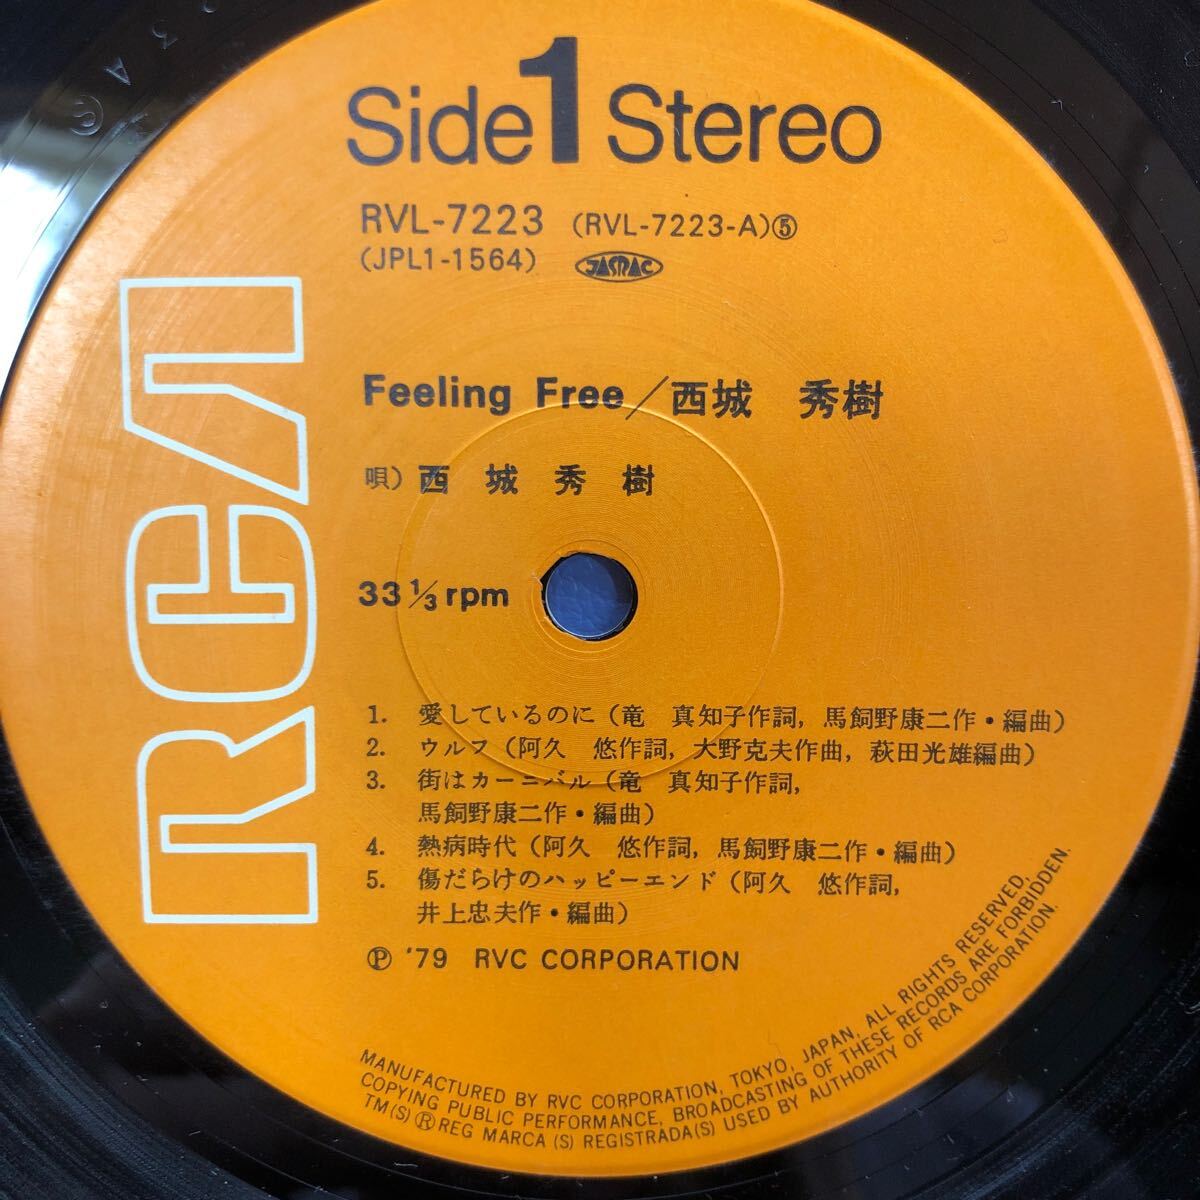 Side 1 Stereo
RVL-7223 (RVL-7223-A)⑤
(JPL1-1564) JASRAC
RCA
Feeling Free/西城 秀樹
唄) 西城秀樹
33 1/3 rpm
1. 愛しているのに(竜 真知子作詞, 馬飼野康二作・編曲)
2. ウルフ(阿久 悠作詞, 大野克夫作曲, 萩田光雄編曲)
3. 街はカーニバル(竜 真知子作詞,
馬飼野康二作・編曲)
4. 熱病時代(阿久 悠作詞, 馬飼野康二作・編曲)
5. 傷だらけのハッピーエンド(阿久 悠作詞,
井上忠夫作・編曲)
Ⓟ '79 RVC CORPORATION
MANUFACTURED BY RVC CORPORATION, TOKYO, JAPAN, ALL RIGHTS RESERVED,
COPYING PUBLIC PERFORMANCE, BROADCASTING OF THESE RECORDS ARE FORBIDDEN.
TM(S) ® REG MARCA (S) REGISTRADA(S) USED BY AUTHORITY OF RCA CORPORATION.